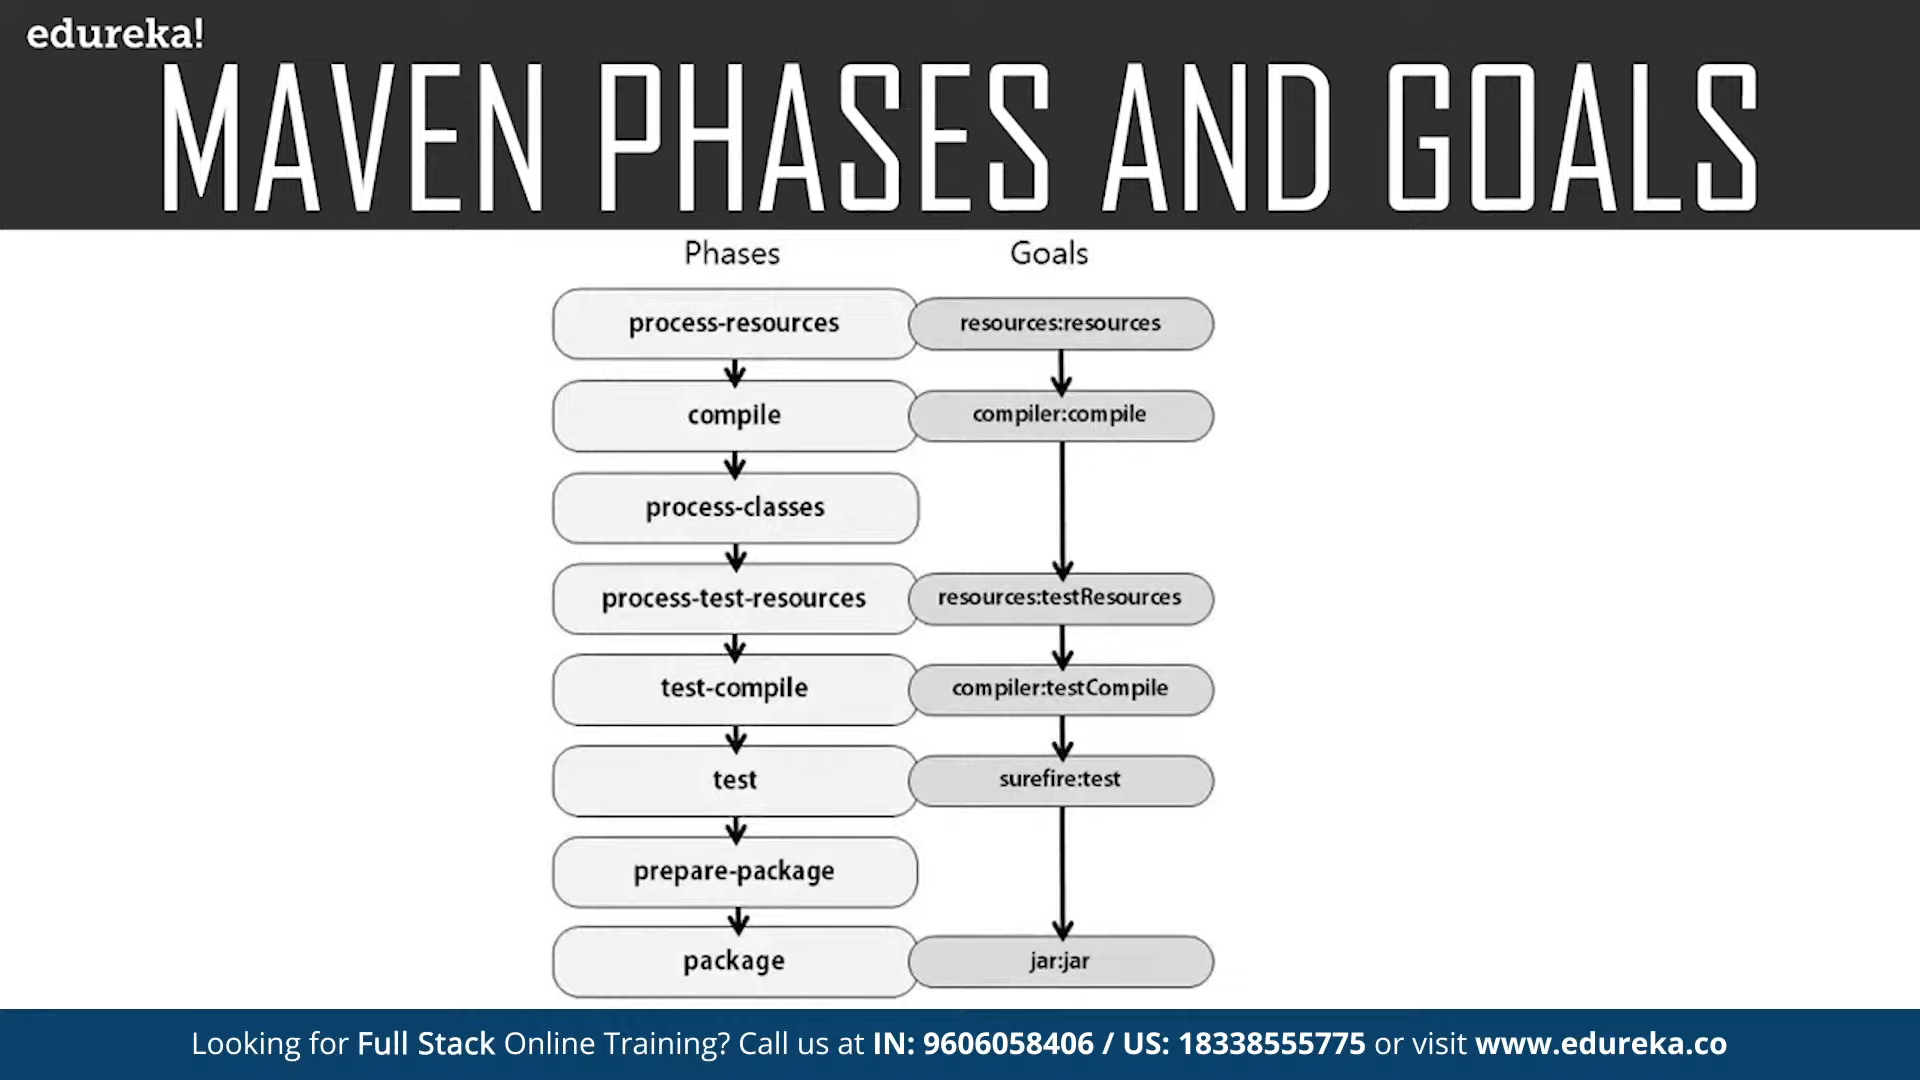 edureka!
MAVEN PHASES AND GOALS
Phases Goals
process-resources resources:resources
compile compiler:compile
process-classes
process-test-resources resources:testResources
test-compile compiler:testCompile
test surefire:test
prepare-package
package jar:jar
Looking for Full Stack Online Training? Call us at IN: 9606058406 / US: 18338555775 or visit www.edureka.co